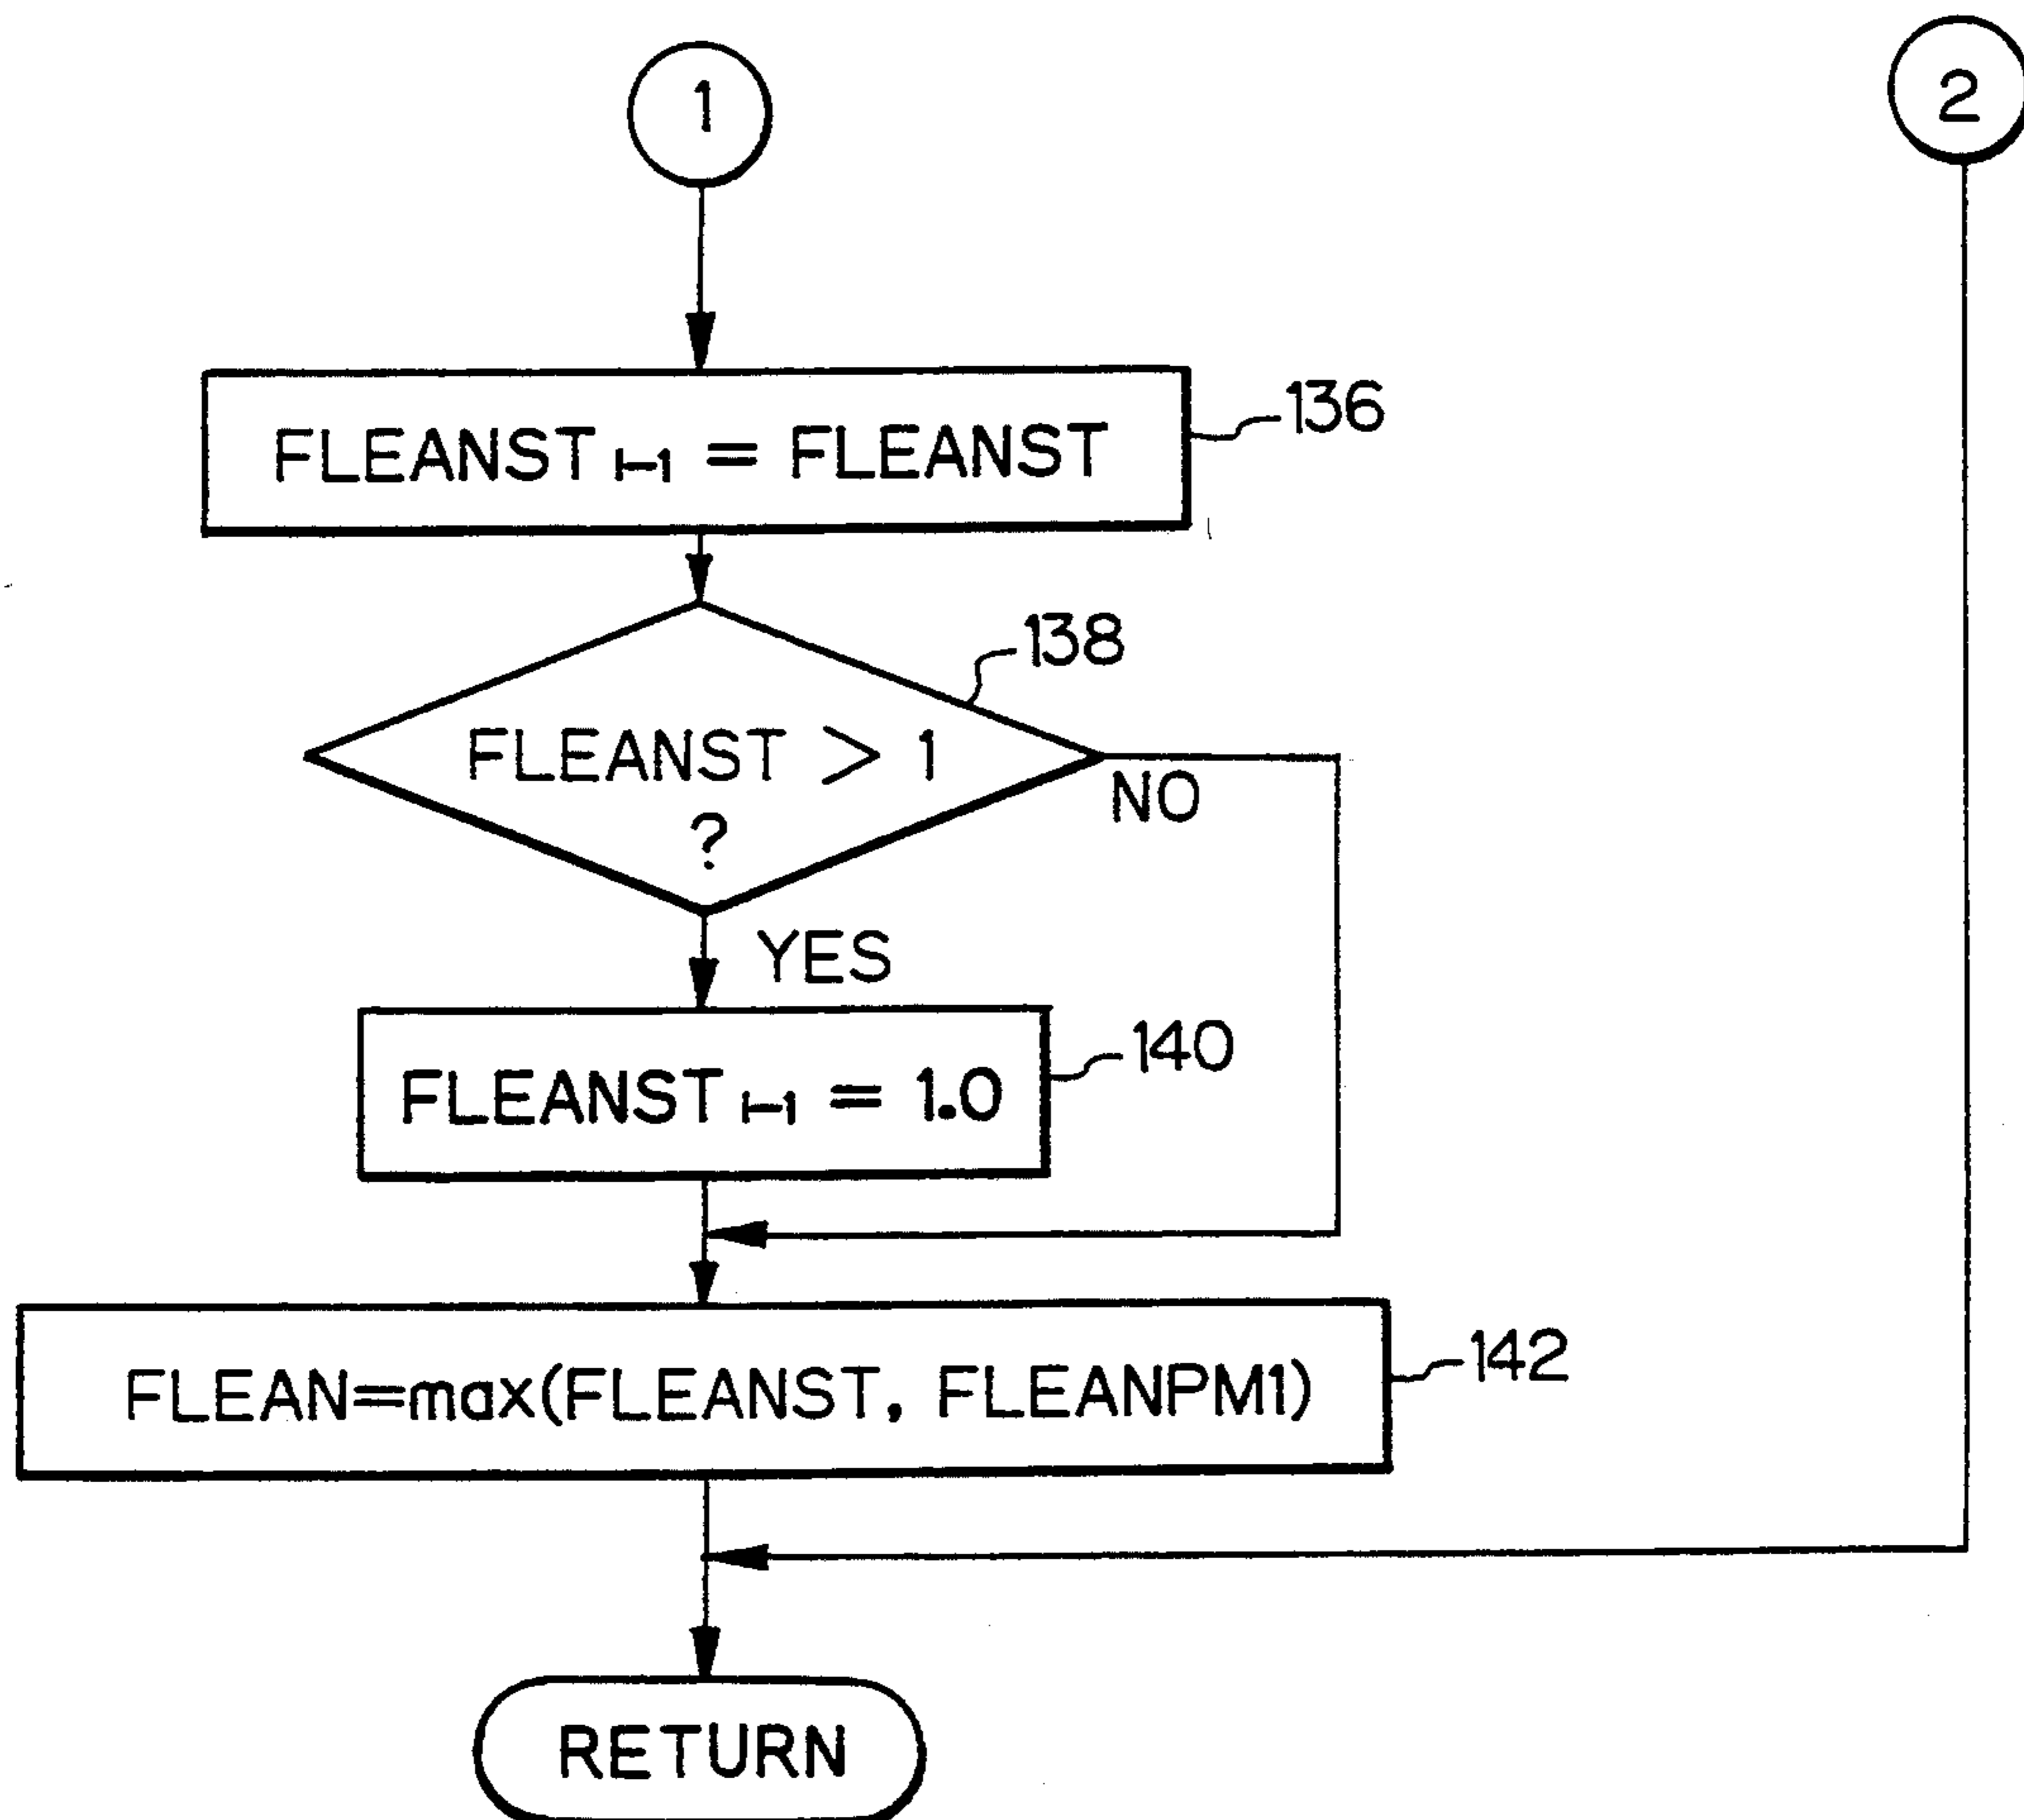 1
2
FLEANST I-1 = FLEANST
136
138
FLEANST > 1
?
NO
YES
FLEANST I-1 = 1.0
140
FLEAN=max(FLEANST, FLEANPM1)
142
RETURN